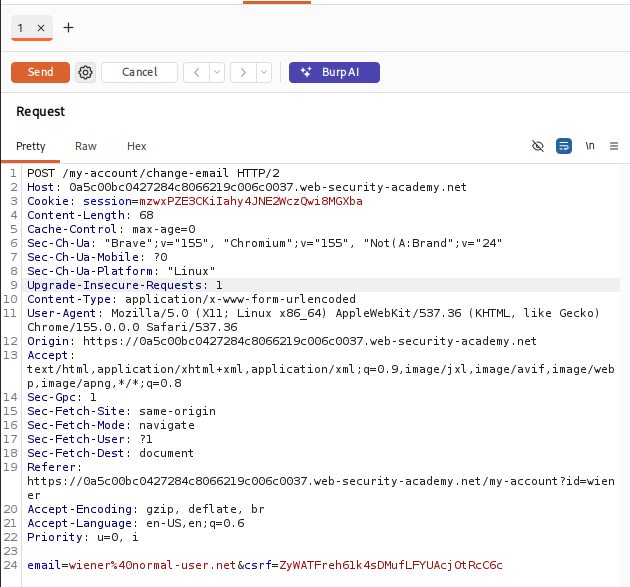 1 × +
Send Cancel < > Burp AI
Request
Pretty Raw Hex \n
1 POST /my-account/change-email HTTP/2
2 Host: 0a5c00bc0427284c8066219c006c0037.web-security-academy.net
3 Cookie: session=mzwxPZE3CKiIahy4JNE2WczQwi8MGXba
4 Content-Length: 68
5 Cache-Control: max-age=0
6 Sec-Ch-Ua: "Brave";v="155", "Chromium";v="155", "Not(A:Brand";v="24"
7 Sec-Ch-Ua-Mobile: ?0
8 Sec-Ch-Ua-Platform: "Linux"
9 Upgrade-Insecure-Requests: 1
10 Content-Type: application/x-www-form-urlencoded
11 User-Agent: Mozilla/5.0 (X11; Linux x86_64) AppleWebKit/537.36 (KHTML, like Gecko)
Chrome/155.0.0.0 Safari/537.36
12 Origin: https://0a5c00bc0427284c8066219c006c0037.web-security-academy.net
13 Accept:
text/html,application/xhtml+xml,application/xml;q=0.9,image/jxl,image/avif,image/web
p,image/apng,*/*;q=0.8
14 Sec-Gpc: 1
15 Sec-Fetch-Site: same-origin
16 Sec-Fetch-Mode: navigate
17 Sec-Fetch-User: ?1
18 Sec-Fetch-Dest: document
19 Referer:
https://0a5c00bc0427284c8066219c006c0037.web-security-academy.net/my-account?id=wien
er
20 Accept-Encoding: gzip, deflate, br
21 Accept-Language: en-US,en;q=0.6
22 Priority: u=0, i
23
24 email=wiener%40normal-user.net&csrf=ZyWATFreh61k4sDMufLFYUAcjOtRcC6c